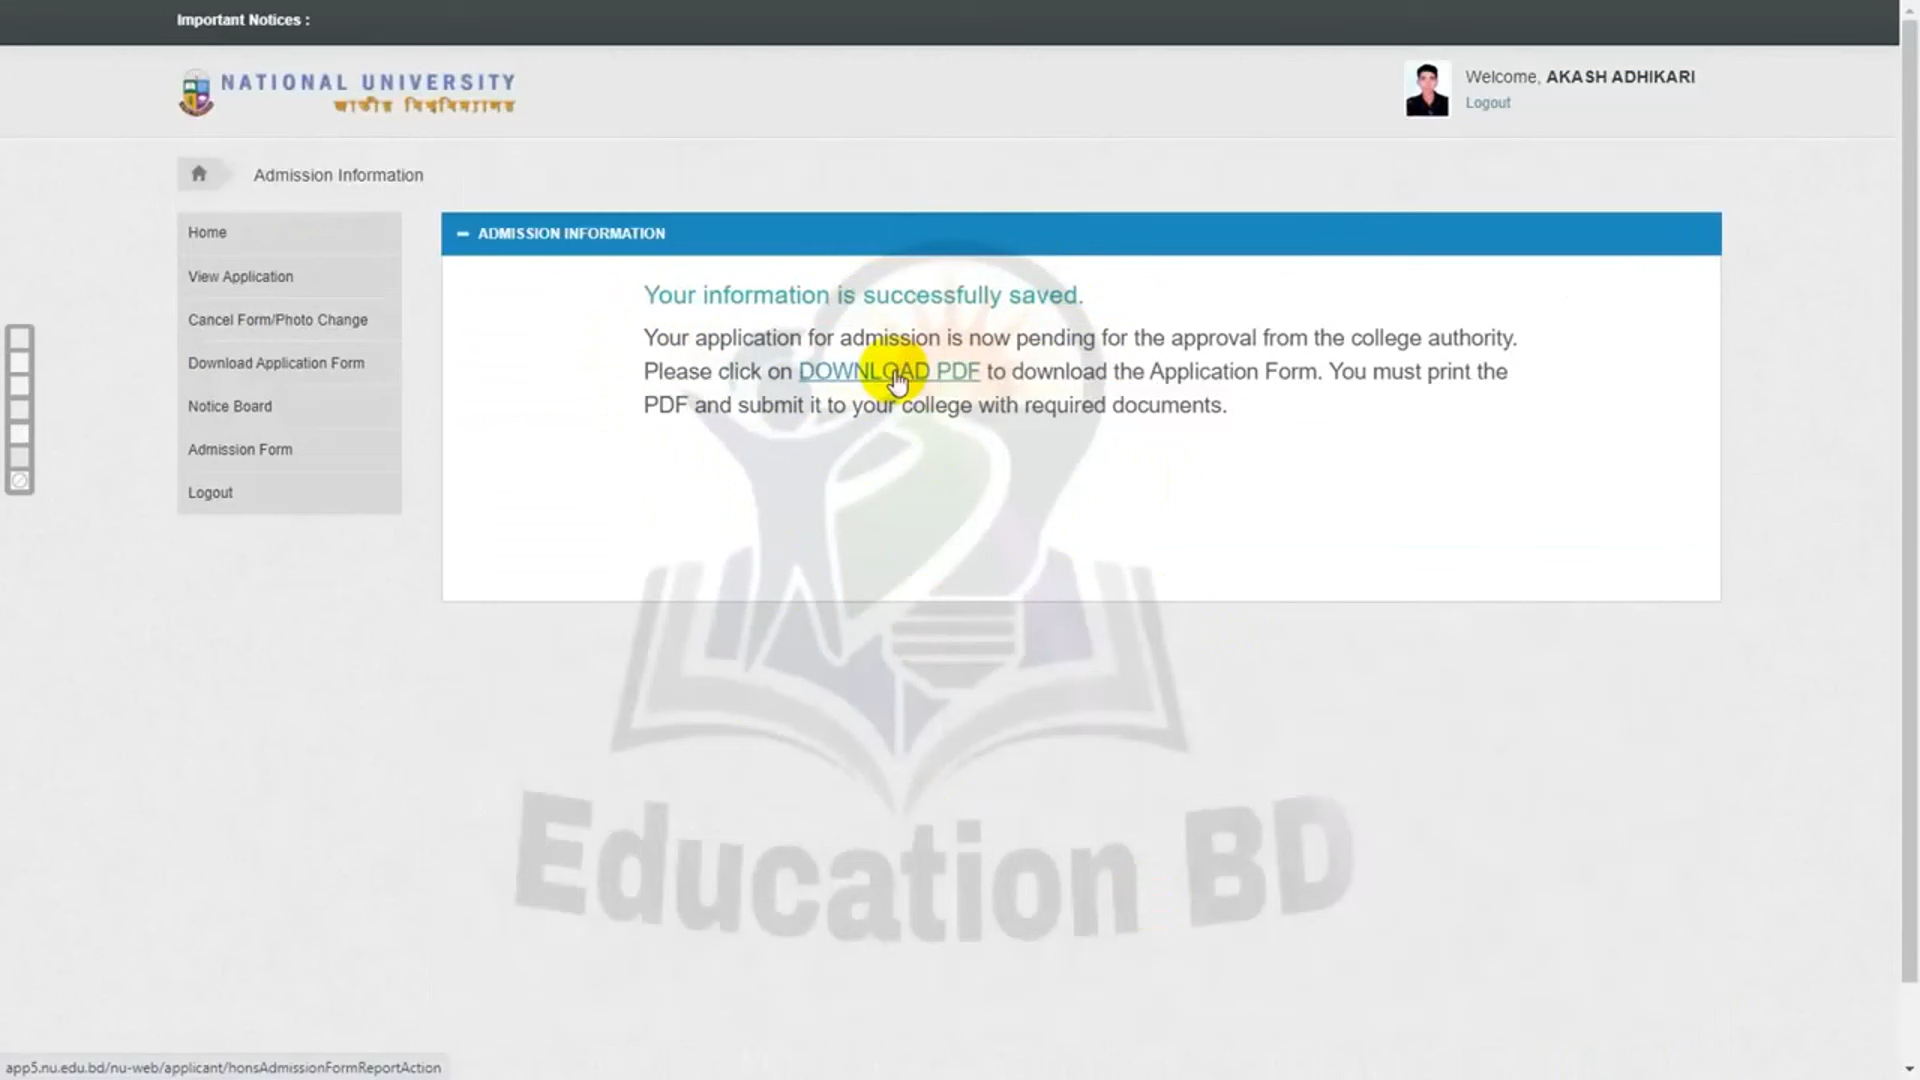 Important Notices :
NATIONAL UNIVERSITY
জাতীয় বিশ্ববিদ্যালয়
Welcome, AKASH ADHIKARI
Logout
Admission Information
Home
View Application
Cancel Form/Photo Change
Download Application Form
Notice Board
Admission Form
Logout
ADMISSION INFORMATION
Your information is successfully saved.
Your application for admission is now pending for the approval from the college authority.
Please click on DOWNLOAD PDF to download the Application Form. You must print the
PDF and submit it to your college with required documents.
Education BD
app5.nu.edu.bd/nu-web/applicant/honsAdmissionFormReportAction